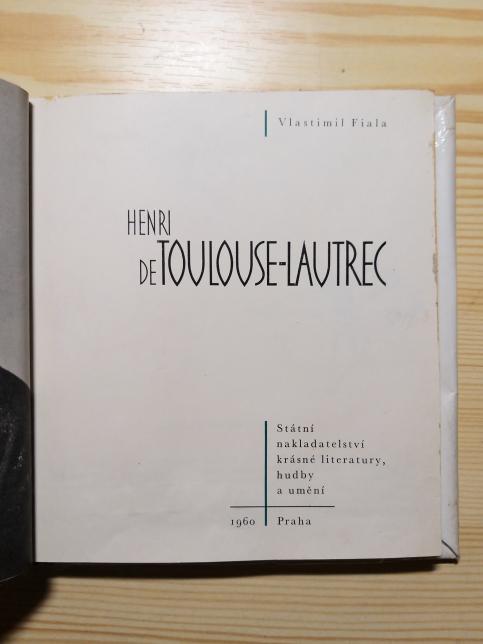 Vlastimil Fiala
HENRI
DE TOULOUSE-LAUTREC
Státní
nakladatelství
krásné literatury,
hudby
a umění
1960 Praha